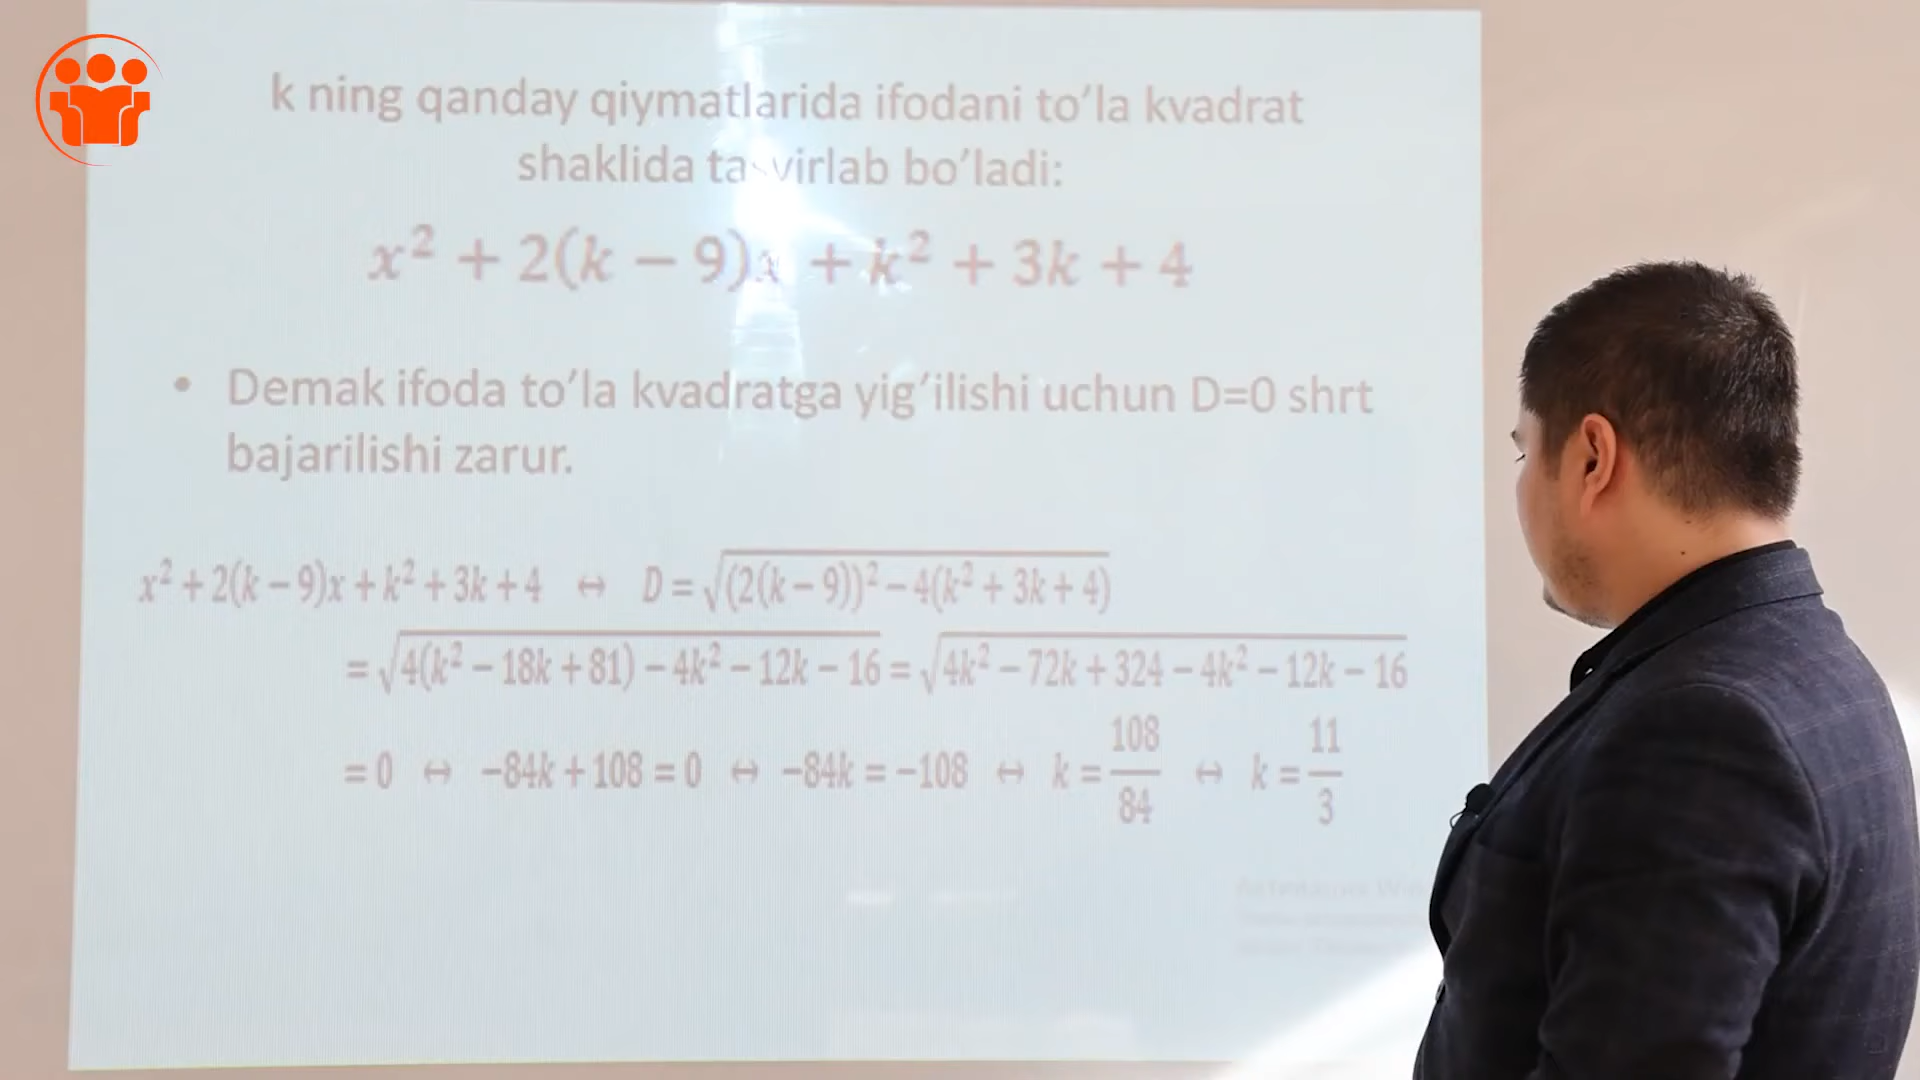 k ning qanday qiymatlarida ifodani to’la kvadrat
shaklida tasvirlab bo’ladi:
x² + 2(k − 9)x + k² + 3k + 4
• Demak ifoda to’la kvadratga yig’ilishi uchun D=0 shrt
bajarilishi zarur.
x² + 2(k − 9)x + k² + 3k + 4 ↔ D = √((2(k − 9))² − 4(k² + 3k + 4))
= √(4(k² − 18k + 81) − 4k² − 12k − 16) = √(4k² − 72k + 324 − 4k² − 12k − 16)
= 0 ↔ −84k + 108 = 0 ↔ −84k = −108 ↔ k = 108/84 ↔ k = 11/3